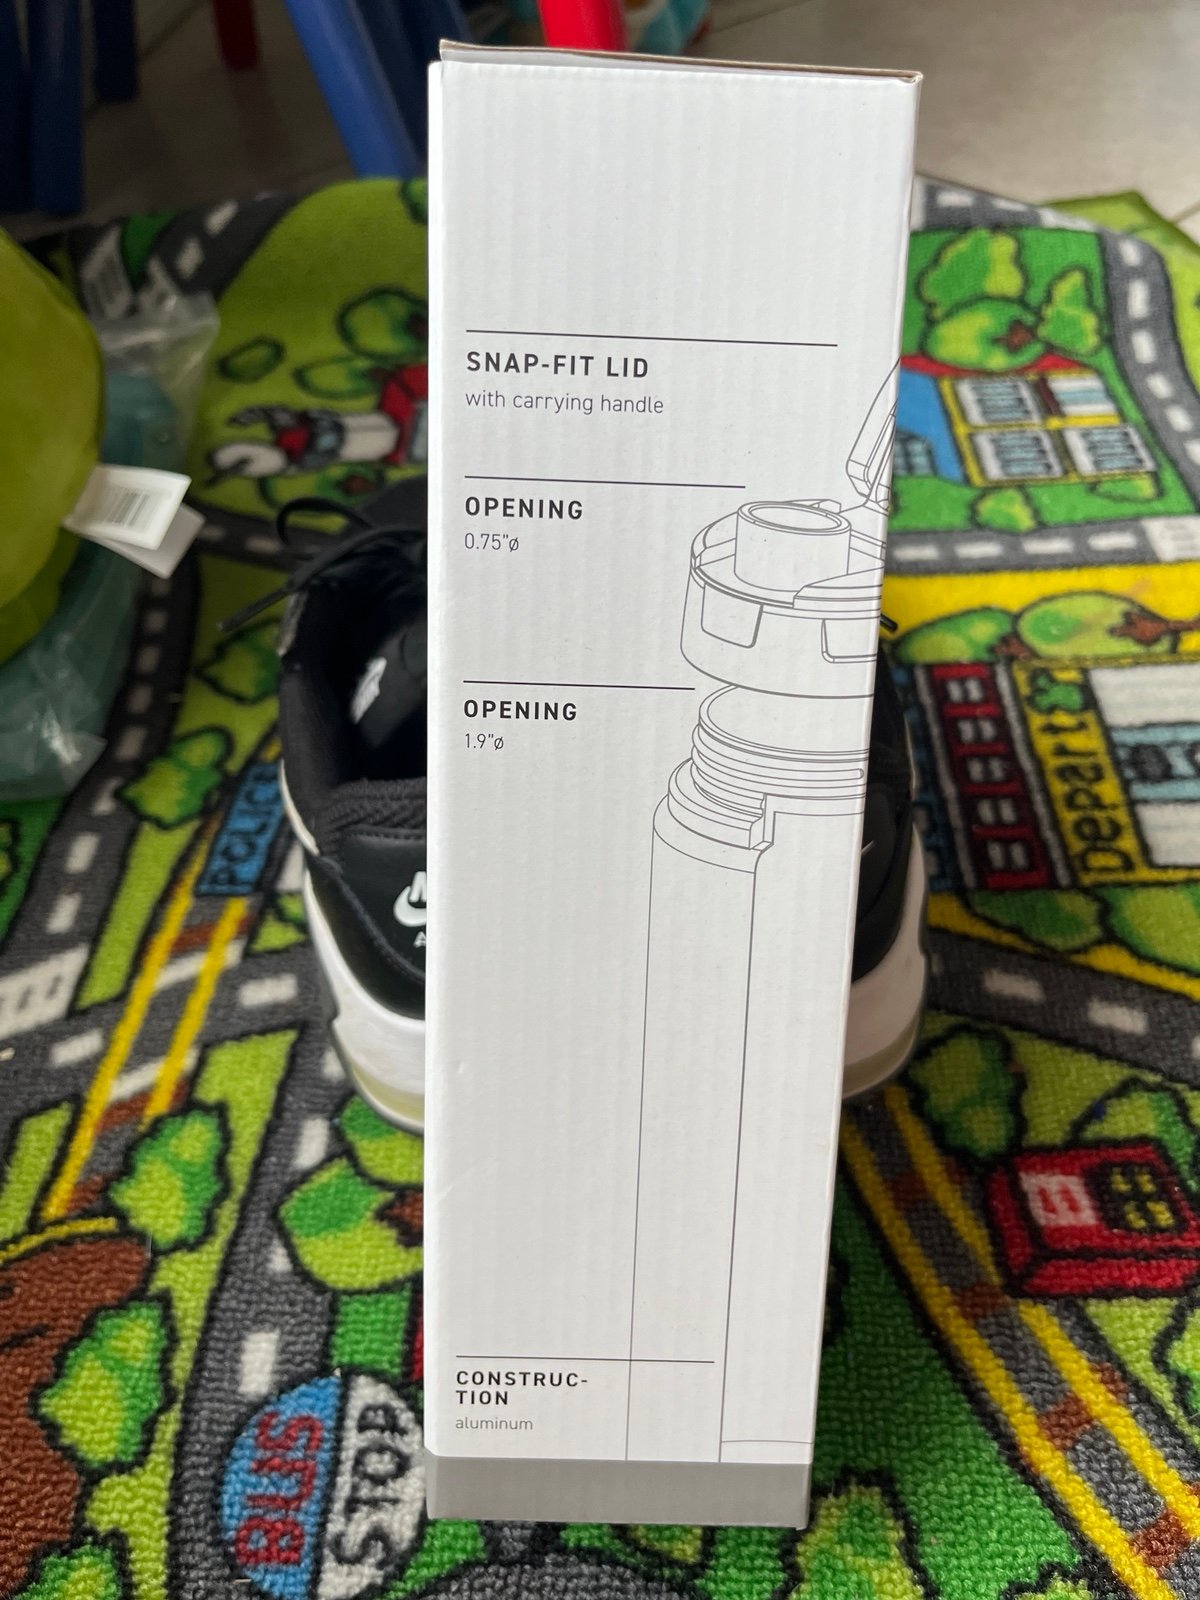 SNAP-FIT LID
with carrying handle
OPENING
0.75"ø
OPENING
1.9"ø
CONSTRUC-
TION
aluminum
POLICE
Depart
BUS
STOP